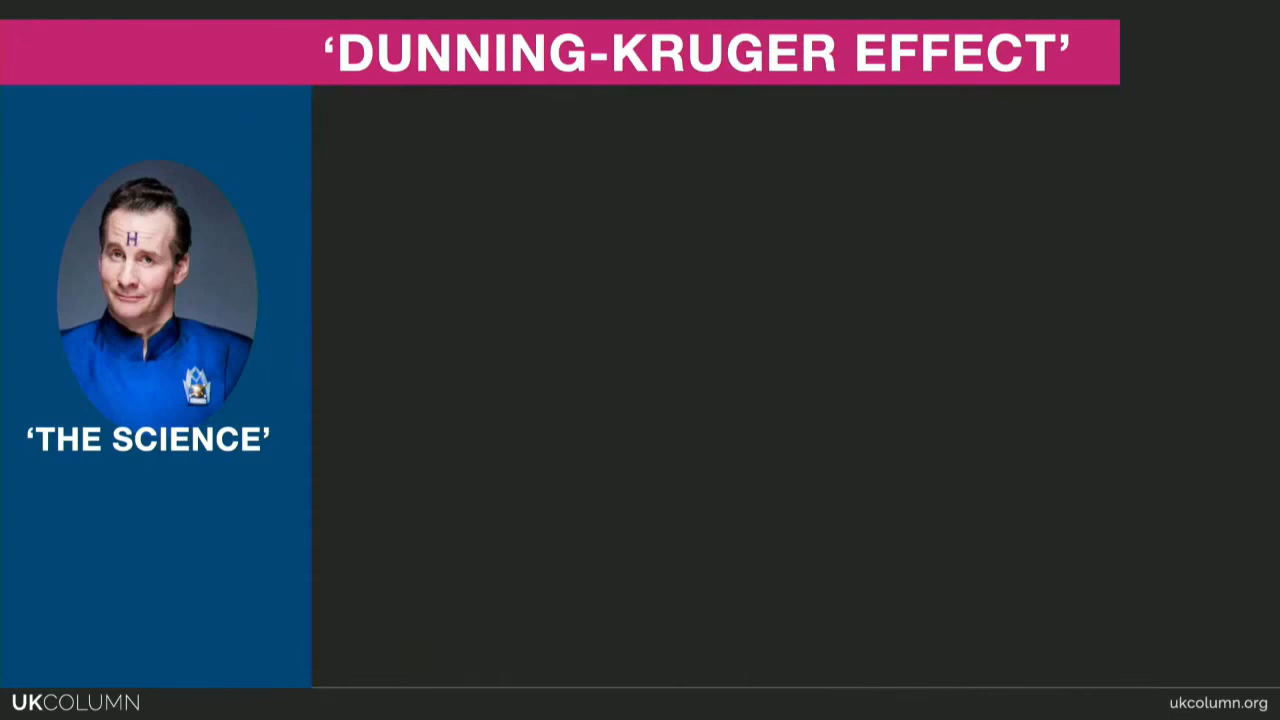 ‘DUNNING-KRUGER EFFECT’
H
‘THE SCIENCE’
UKCOLUMN
ukcolumn.org